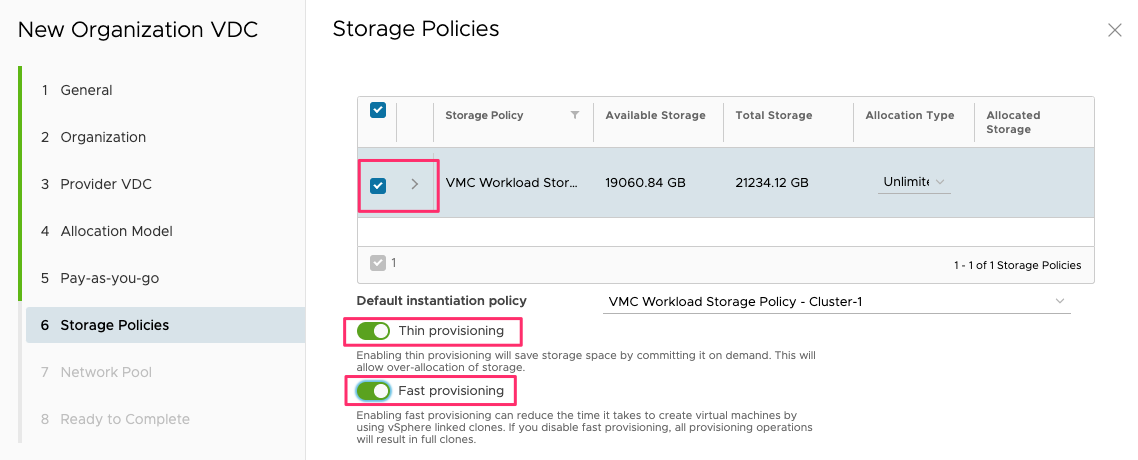 New Organization VDC
1 General
2 Organization
3 Provider VDC
4 Allocation Model
5 Pay-as-you-go
6 Storage Policies
7 Network Pool
8 Ready to Complete
Storage Policies
Storage Policy Available Storage Total Storage Allocation Type Allocated
Storage
VMC Workload Stor... 19060.84 GB 21234.12 GB Unlimite
1
1 - 1 of 1 Storage Policies
Default instantiation policy VMC Workload Storage Policy - Cluster-1
Thin provisioning
Enabling thin provisioning will save storage space by committing it on demand. This will
allow over-allocation of storage.
Fast provisioning
Enabling fast provisioning can reduce the time it takes to create virtual machines by
using vSphere linked clones. If you disable fast provisioning, all provisioning operations
will result in full clones.